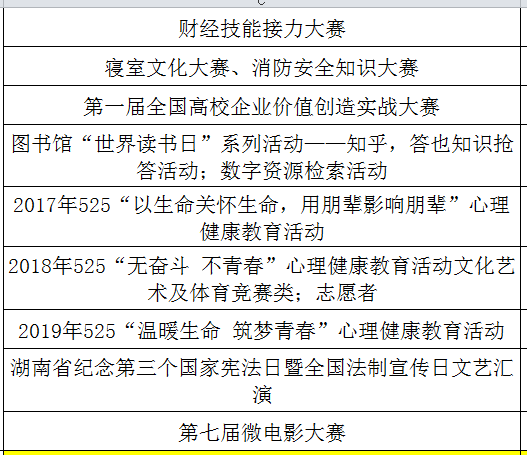 C
财经技能接力大赛
寝室文化大赛、消防安全知识大赛
第一届全国高校企业价值创造实战大赛
图书馆“世界读书日”系列活动——知乎，答也知识抢
答活动；数字资源检索活动
2017年525“以生命关怀生命，用朋辈影响朋辈”心理
健康教育活动
2018年525“无奋斗 不青春”心理健康教育活动文化艺
术及体育竞赛类；志愿者
2019年525“温暖生命 筑梦青春”心理健康教育活动
湖南省纪念第三个国家宪法日暨全国法制宣传日文艺汇
演
第七届微电影大赛